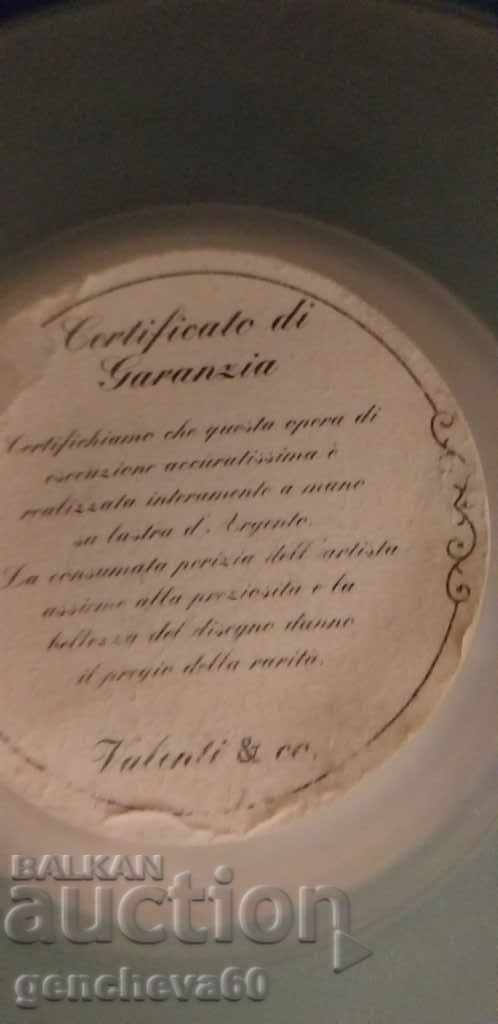 Certificato di
Garanzia
Certifichiamo che questa opera di
esecuzione accuratissima è
realizzata interamente a mano
su lastra d'Argento.
La consumata perizia dell'artista
assieme alla preziosità e la
bellezza del disegno danno
il pregio della rarità.
Valenti & co.
BALKAN
auction
gencheva60